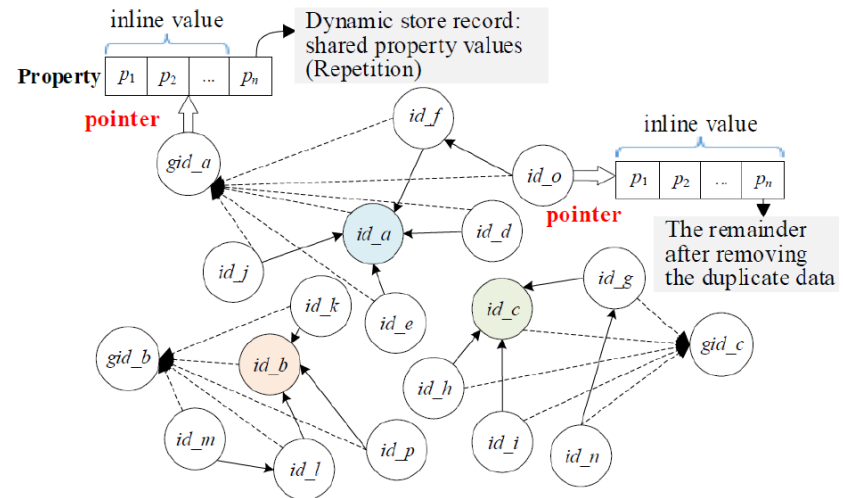 inline value
Dynamic store record:
shared property values
(Repetition)
Property p1 p2 ... pn
pointer
id_f
inline value
gid_a
id_o
p1 p2 ... pn
pointer
id_a
id_d
The remainder
after removing
the duplicate data
id_j
id_g
id_k
id_e
id_c
gid_b
id_b
gid_c
id_h
id_m
id_l
id_p
id_i
id_n